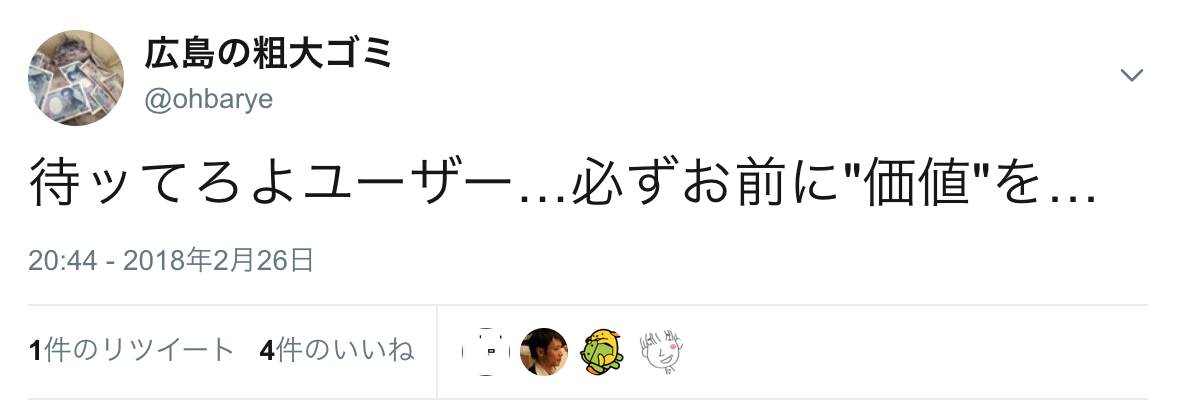 広島の粗大ゴミ
@ohbarye
待ッてろよユーザー…必ずお前に"価値"を…
20:44 - 2018年2月26日
1件のリツイート 4件のいいね